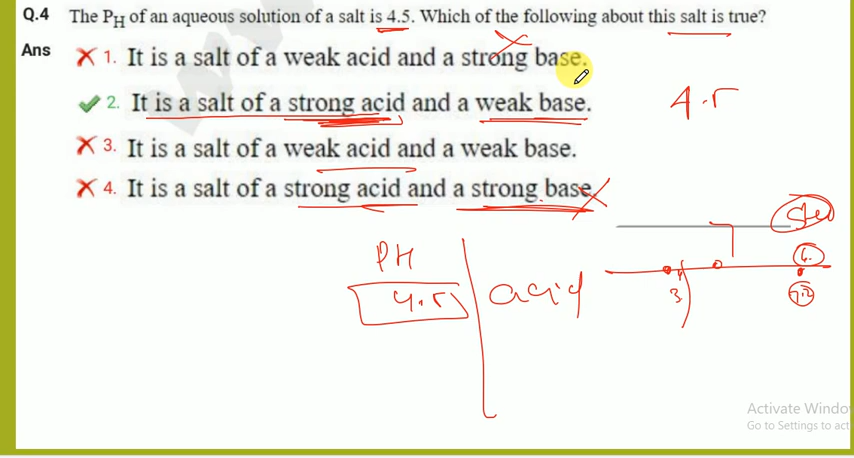 Q.4 The PH of an aqueous solution of a salt is 4.5. Which of the following about this salt is true?
Ans 1. It is a salt of a weak acid and a strong base.
2. It is a salt of a strong acid and a weak base.
3. It is a salt of a weak acid and a weak base.
4. It is a salt of a strong acid and a strong base.
4.5
PH
4.5 acid
3
Activate Windo
Go to Settings to act